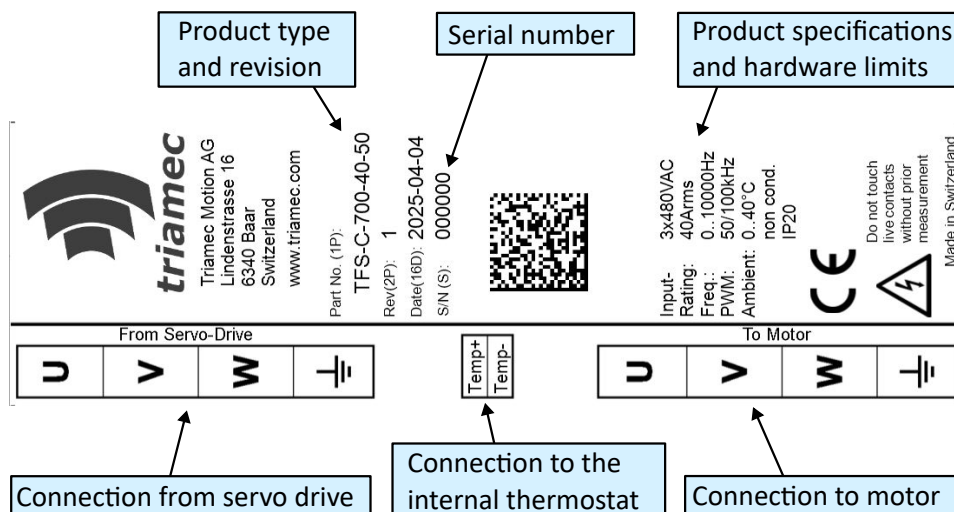 Product type
and revision
Serial number
Product specifications
and hardware limits
triamec
Triamec Motion AG
Lindenstrasse 16
6340 Baar
Switzerland
www.triamec.com
Part No. (11P):
TFS-C-700-40-50
Rev(2P): 1
Date(16D): 2025-04-04
S/N (S): 000000
Input- 3x480VAC
Rating: 40Arms
Freq.: 0..10000Hz
PWM: 50/100kHz
Ambient: 0..40°C
non cond.
IP20
CE
Do not touch
live contacts
without prior
measurement
Made in Switzerland
From Servo-Drive
U
V
W
Temp+
Temp-
To Motor
U
V
W
Connection from servo drive
Connection to the
internal thermostat
Connection to motor